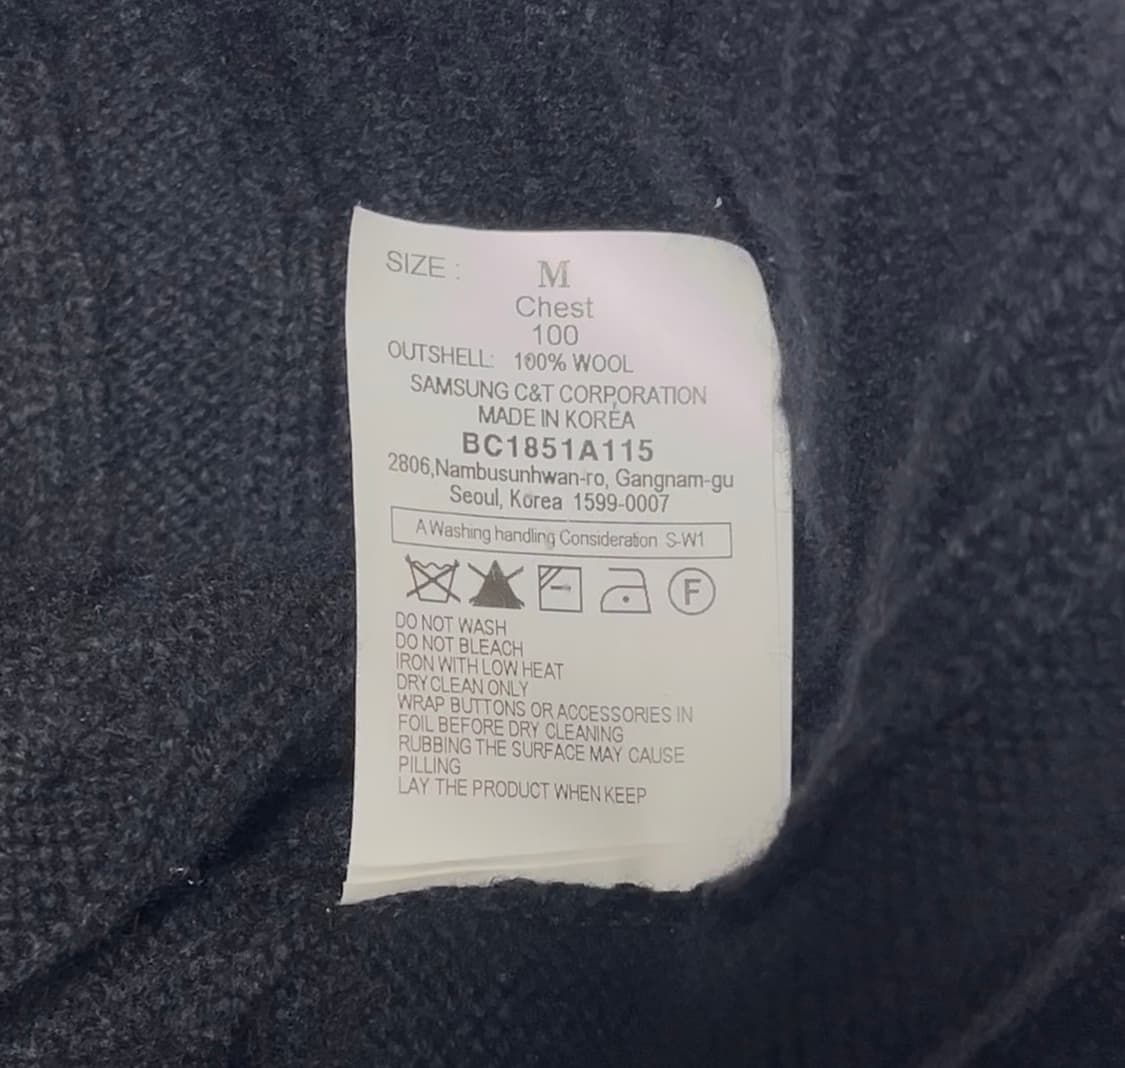 SIZE : M
Chest
100
OUTSHELL: 100% WOOL
SAMSUNG C&T CORPORATION
MADE IN KOREA
BC1851A115
2806,Nambusunhwan-ro, Gangnam-gu
Seoul, Korea 1599-0007
A Washing handling Consideration S-W1
F
DO NOT WASH
DO NOT BLEACH
IRON WITH LOW HEAT
DRY CLEAN ONLY
WRAP BUTTONS OR ACCESSORIES IN
FOIL BEFORE DRY CLEANING
RUBBING THE SURFACE MAY CAUSE
PILLING
LAY THE PRODUCT WHEN KEEP